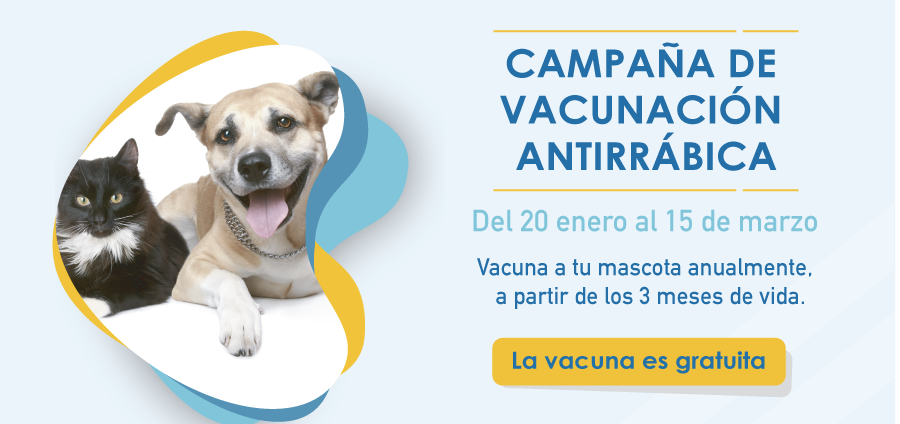 CAMPAÑA DE
VACUNACIÓN
ANTIRRÁBICA
Del 20 enero al 15 de marzo
Vacuna a tu mascota anualmente,
a partir de los 3 meses de vida.
La vacuna es gratuita